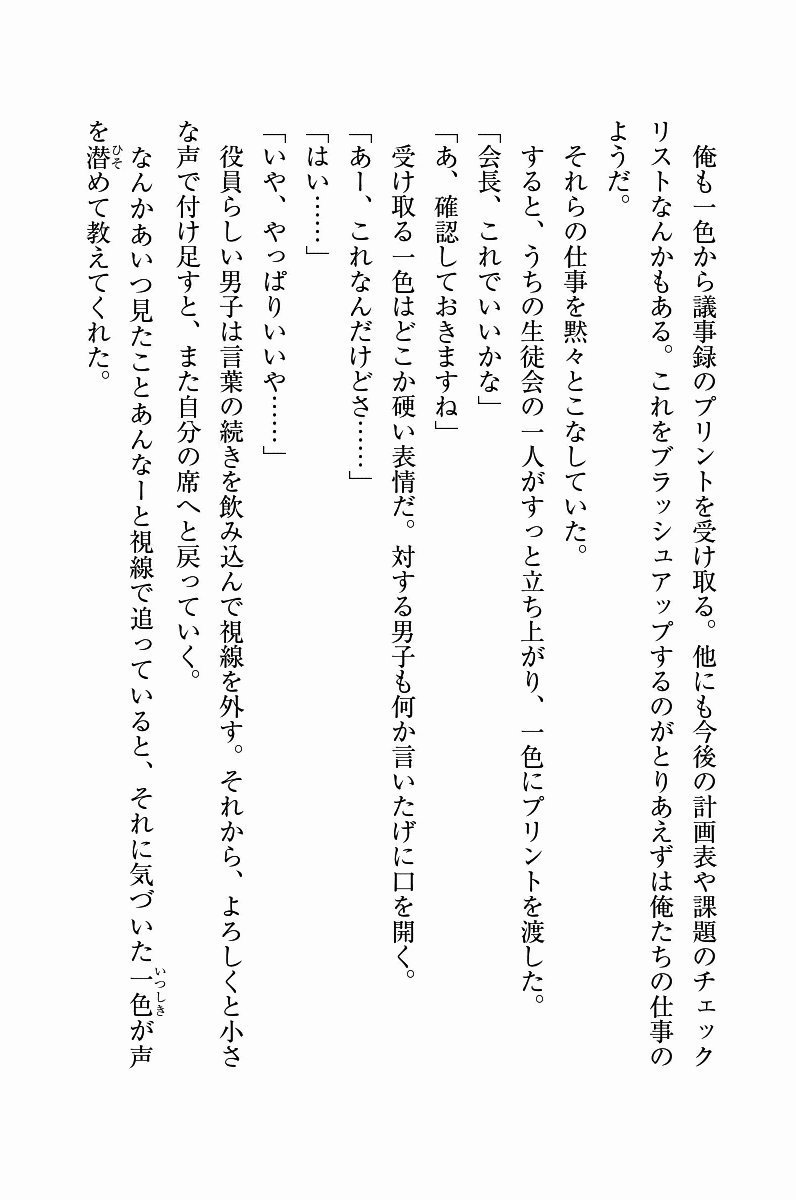 俺も一色から議事録のプリントを受け取る。他にも今後の計画表や課題のチェック
リストなんかもある。これをブラッシュアップするのがとりあえずは俺たちの仕事の
ようだ。
それらの仕事を黙々とこなしていた。
すると、うちの生徒会の一人がすっと立ち上がり、一色にプリントを渡した。
「会長、これでいいかな」
「あ、確認しておきますね」
受け取る一色はどこか硬い表情だ。対する男子も何か言いたげに口を開く。
「あー、これなんだけどさ……」
「はい……」
「いや、やっぱりいいや……」
役員らしい男子は言葉の続きを飲み込んで視線を外す。それから、よろしくと小さ
な声で付け足すと、また自分の席へと戻っていく。
なんかあいつ見たことあんなーと視線で追っていると、それに気づいた一色いつしきが声
を潜ひそめて教えてくれた。